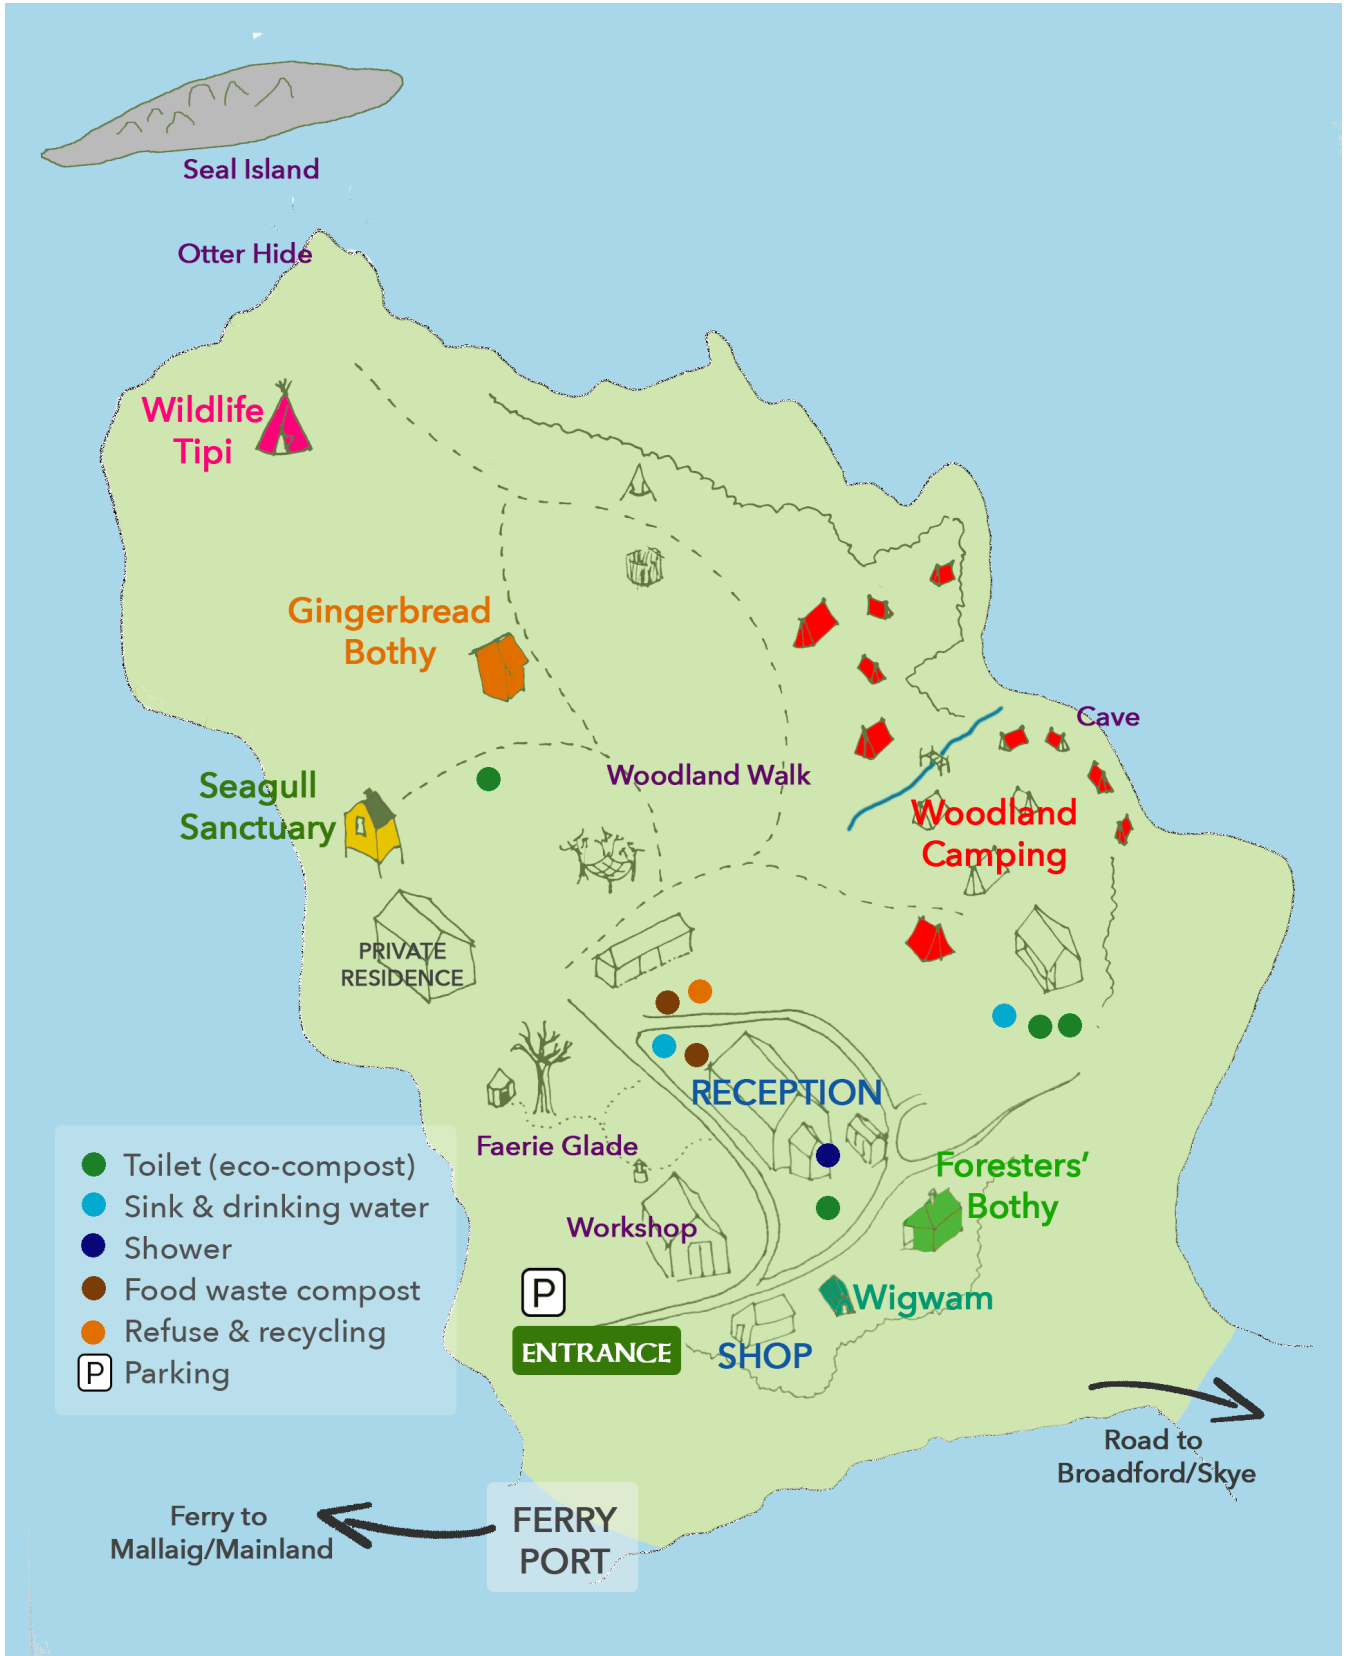 Seal Island
Otter Hide
Wildlife
Tipi
Gingerbread
Bothy
Cave
Woodland Walk
Seagull
Sanctuary
Woodland
Camping
PRIVATE
RESIDENCE
RECEPTION
Faerie Glade
Foresters’
Bothy
Workshop
Toilet (eco-compost)
Sink & drinking water
Shower
Food waste compost
Refuse & recycling
P Parking
P
ENTRANCE
Wigwam
SHOP
Road to
Broadford/Skye
Ferry to
Mallaig/Mainland
FERRY
PORT